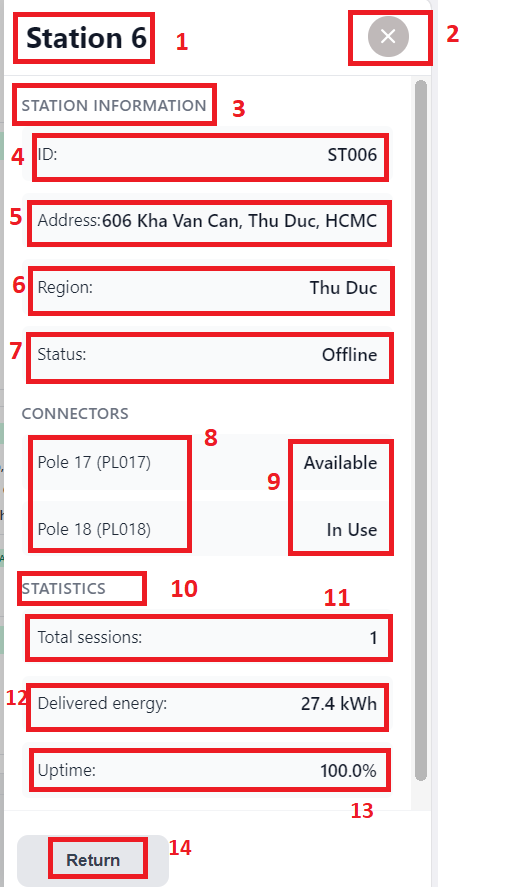 Station 6 1 × 2
STATION INFORMATION 3
4 ID: ST006
5 Address: 606 Kha Van Can, Thu Duc, HCMC
6 Region: Thu Duc
7 Status: Offline
CONNECTORS
8
Pole 17 (PL017) Available
9
Pole 18 (PL018) In Use
STATISTICS 10
11
Total sessions: 1
12 Delivered energy: 27.4 kWh
Uptime: 100.0%
13
Return 14